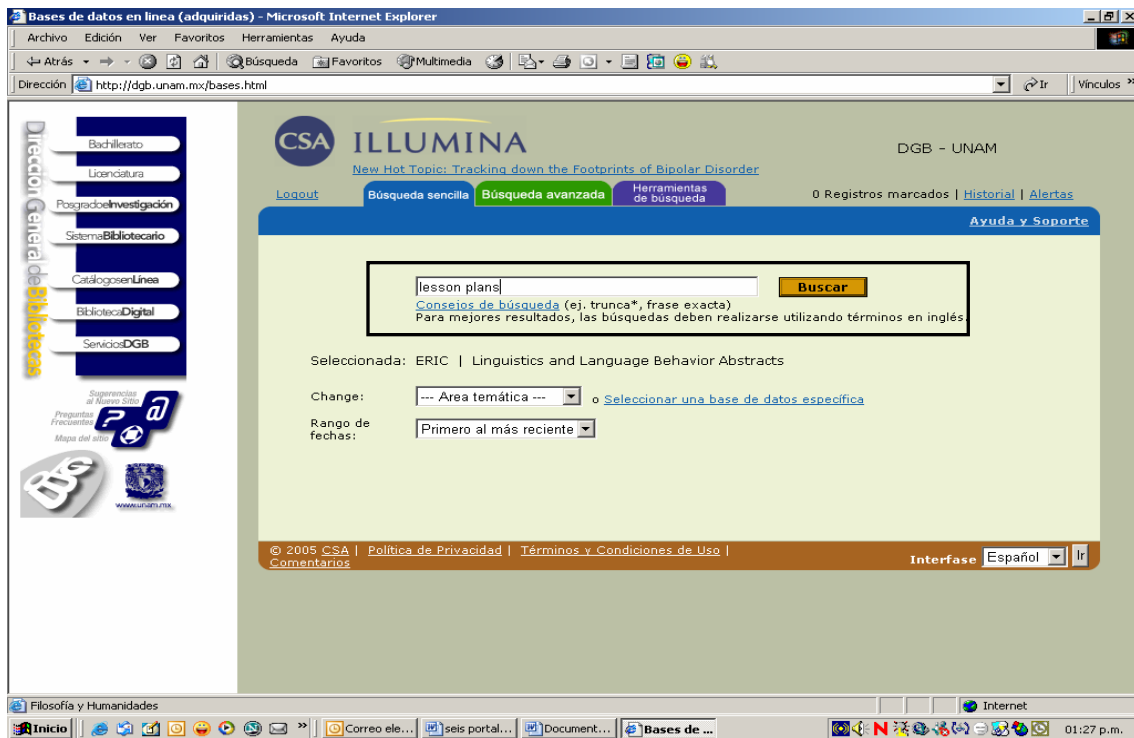 Bases de datos en linea (adquiridas) - Microsoft Internet Explorer
Archivo Edición Ver Favoritos Herramientas Ayuda
Atrás Búsqueda Favoritos Multimedia
Dirección http://dgb.unam.mx/bases.html Ir Vínculos »
Dirección General de Bibliotecas
Bachillerato
Licenciatura
PosgradoeInvestigación
SistemaBibliotecario
CatálogosenLínea
BibliotecaDigital
ServiciosDGB
Sugerencias
al Nuevo Sitio
Preguntas
Frecuentes
Mapa del sitio
www.unam.mx
CSA ILLUMINA
DGB - UNAM
New Hot Topic: Tracking down the Footprints of Bipolar Disorder
Logout Búsqueda sencilla Búsqueda avanzada Herramientas de búsqueda 0 Registros marcados | Historial | Alertas
Ayuda y Soporte
lesson plans Buscar
Consejos de búsqueda (ej. trunca*, frase exacta)
Para mejores resultados, las búsquedas deben realizarse utilizando términos en inglés.
Seleccionada: ERIC | Linguistics and Language Behavior Abstracts
Change: --- Area temática --- o Seleccionar una base de datos específica
Rango de fechas: Primero al más reciente
© 2005 CSA | Política de Privacidad | Términos y Condiciones de Uso |
Comentarios
Interfase Español Ir
Filosofía y Humanidades Internet
Inicio » Correo ele... seis portal... Document... Bases de ... 01:27 p.m.